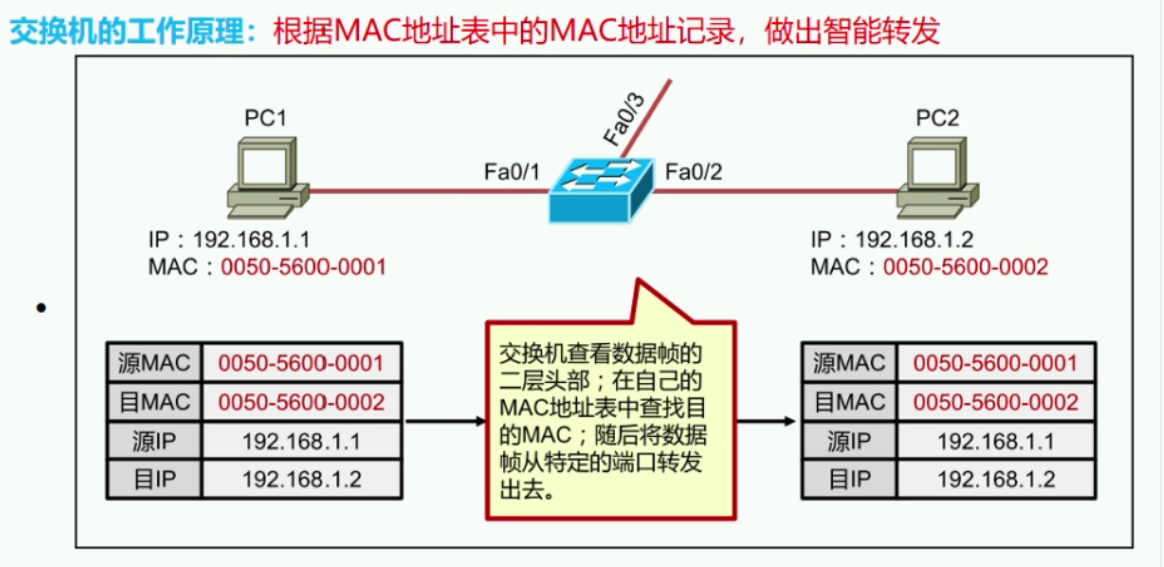 交换机的工作原理：根据MAC地址表中的MAC地址记录，做出智能转发
PC1
Fa0/3
PC2
Fa0/1
Fa0/2
IP：192.168.1.1
MAC：0050-5600-0001
IP：192.168.1.2
MAC：0050-5600-0002
源MAC 0050-5600-0001
目MAC 0050-5600-0002
源IP 192.168.1.1
目IP 192.168.1.2
交换机查看数据帧的
二层头部；在自己的
MAC地址表中查找目
的MAC；随后将数据
帧从特定的端口转发
出去。
源MAC 0050-5600-0001
目MAC 0050-5600-0002
源IP 192.168.1.1
目IP 192.168.1.2